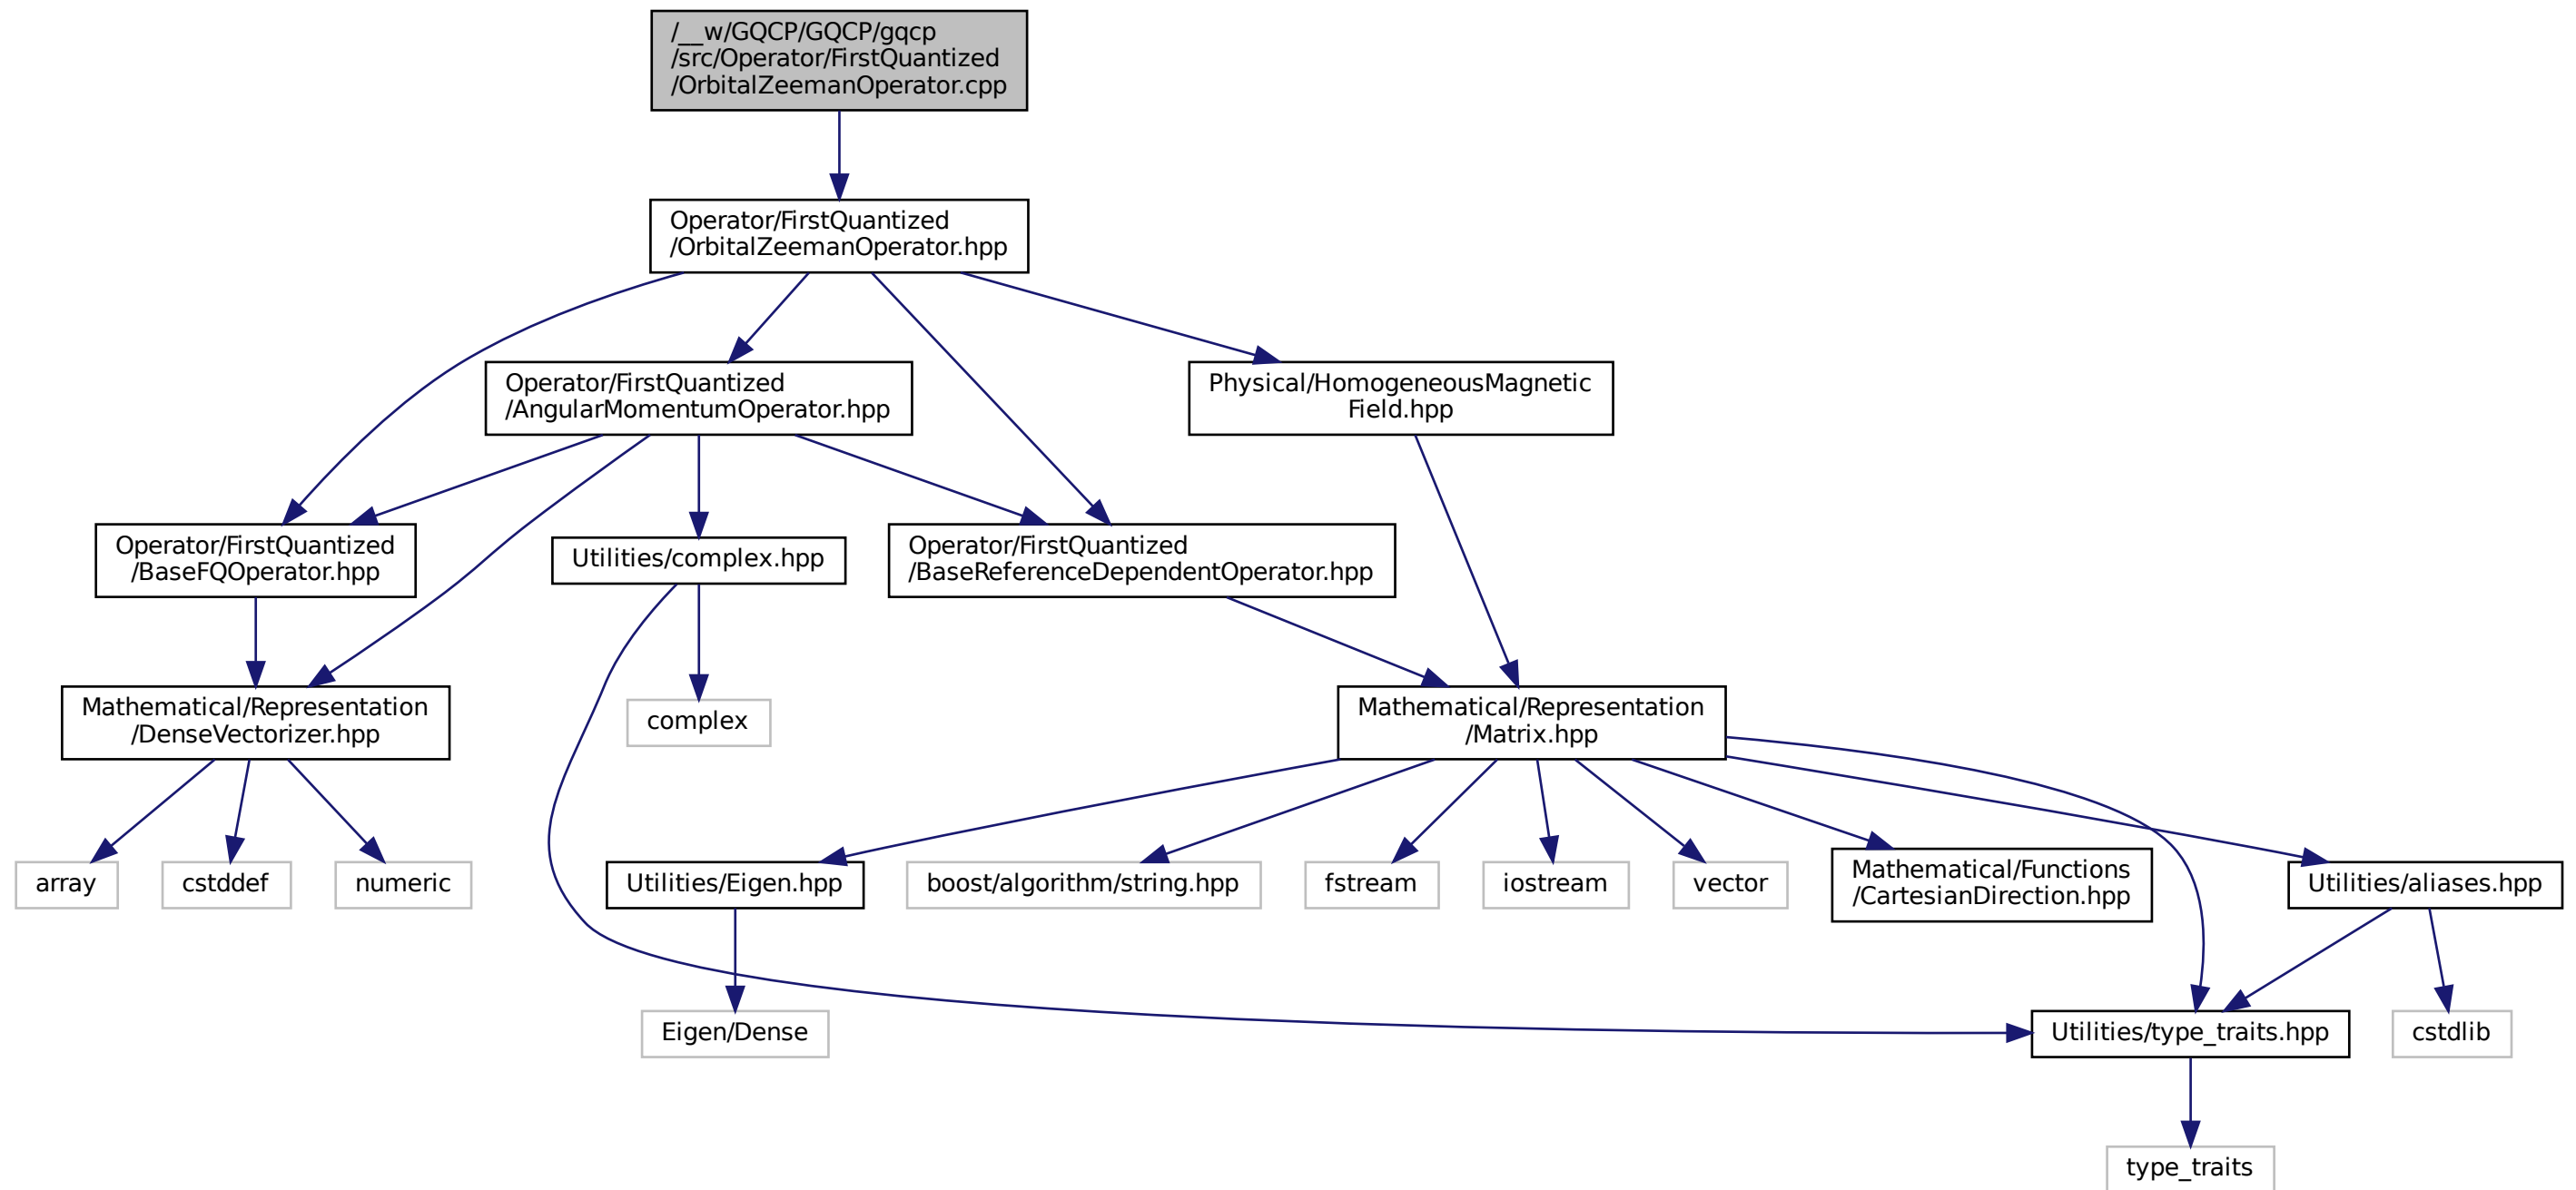 /__w/GQCP/GQCP/gqcp
/src/Operator/FirstQuantized
/OrbitalZeemanOperator.cpp
Operator/FirstQuantized
/OrbitalZeemanOperator.hpp
Operator/FirstQuantized
/AngularMomentumOperator.hpp
Physical/HomogeneousMagnetic
Field.hpp
Operator/FirstQuantized
/BaseFQOperator.hpp
Utilities/complex.hpp
Operator/FirstQuantized
/BaseReferenceDependentOperator.hpp
Mathematical/Representation
/DenseVectorizer.hpp
complex
Mathematical/Representation
/Matrix.hpp
array
cstddef
numeric
Utilities/Eigen.hpp
boost/algorithm/string.hpp
fstream
iostream
vector
Mathematical/Functions
/CartesianDirection.hpp
Utilities/aliases.hpp
Eigen/Dense
Utilities/type_traits.hpp
cstdlib
type_traits